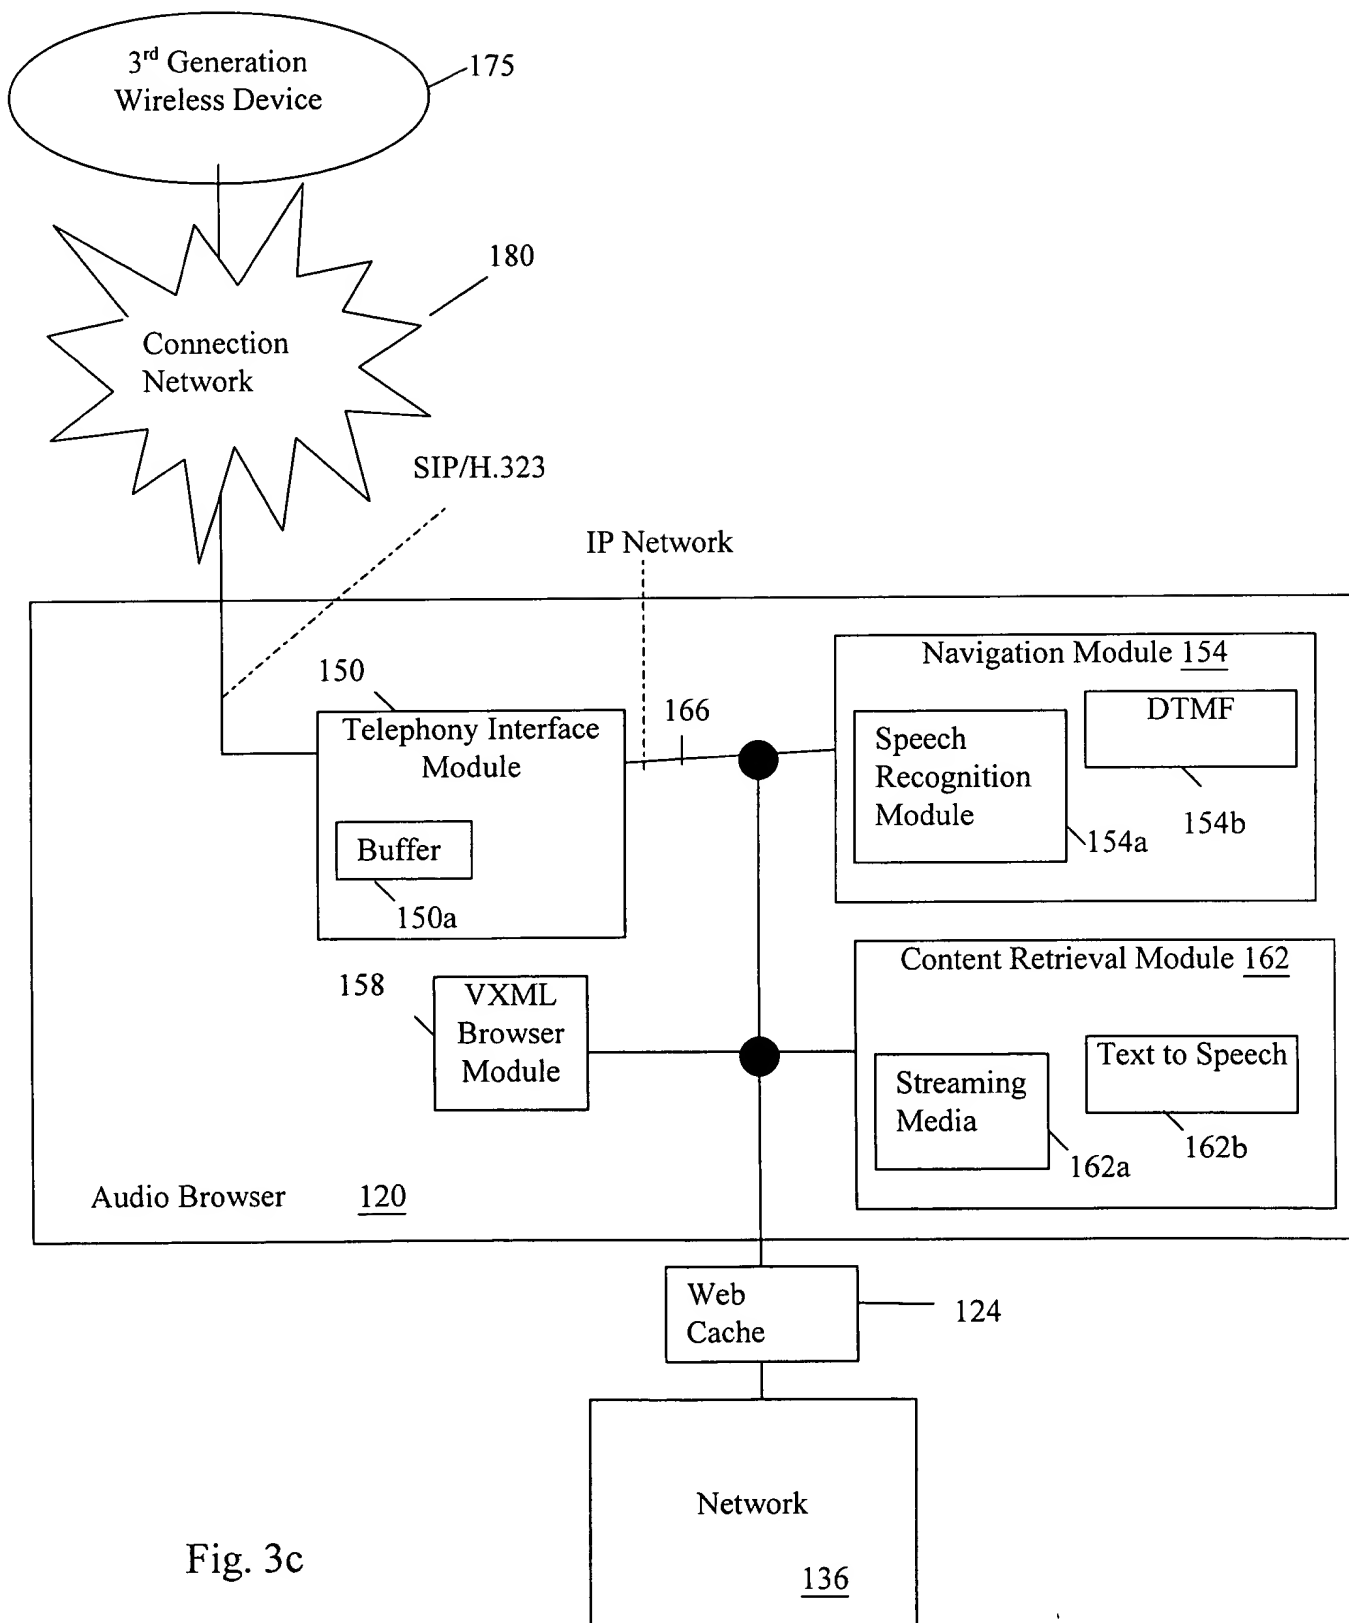 3rd Generation
Wireless Device
175
180
Connection
Network
SIP/H.323
IP Network
150
Telephony Interface
Module
Buffer
150a
166
Navigation Module 154
Speech
Recognition
Module
154a
DTMF
154b
158
VXML
Browser
Module
Content Retrieval Module 162
Streaming
Media
162a
Text to Speech
162b
Audio Browser 120
Web
Cache
124
Network
136
Fig. 3c